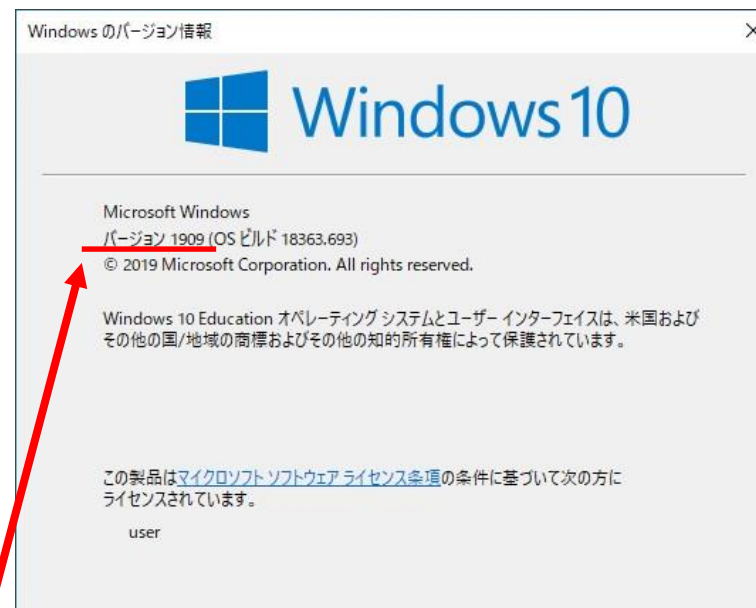 Windows のバージョン情報
Windows 10
Microsoft Windows
バージョン 1909 (OS ビルド 18363.693)
© 2019 Microsoft Corporation. All rights reserved.
Windows 10 Education オペレーティング システムとユーザー インターフェイスは、米国および
その他の国/地域の商標およびその他の知的所有権によって保護されています。
この製品はマイクロソフト ソフトウェア ライセンス条項の条件に基づいて次の方に
ライセンスされています。
user